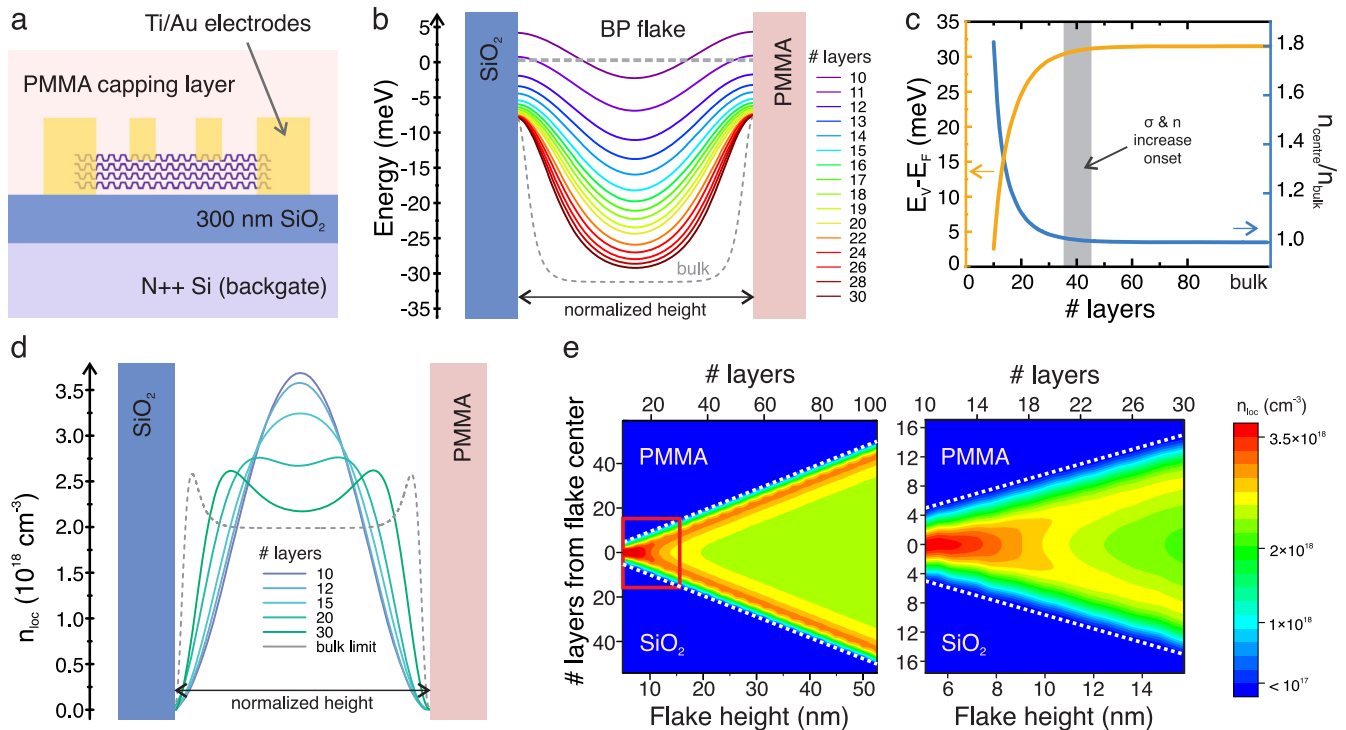 a
Ti/Au electrodes
PMMA capping layer
300 nm SiO2
N++ Si (backgate)
b
Energy (meV)
5
0
-5
-10
-15
-20
-25
-30
-35
SiO2
BP flake
PMMA
bulk
normalized height
# layers
10
11
12
13
14
15
16
17
18
19
20
22
24
26
28
30
c
EV-EF (meV)
35
30
25
20
15
10
5
0
σ & n
increase
onset
1.8
1.4
1.2
1.0
ncentre/nbulk
0
20
40
60
80
bulk
# layers
d
nloc (10^18 cm^-3)
3.5
3.0
2.5
2.0
1.5
1.0
0.5
0.0
SiO2
PMMA
# layers
10
12
15
20
30
bulk limit
normalized height
e
# layers
20
40
60
80
100
# layers from flake center
40
20
0
20
40
PMMA
SiO2
10
20
30
40
50
Flake height (nm)
# layers
10
14
18
22
26
30
16
12
8
4
0
4
8
12
16
PMMA
SiO2
6
8
10
12
14
Flake height (nm)
nloc (cm^-3)
3.5×10^18
2×10^18
1×10^18
< 10^17